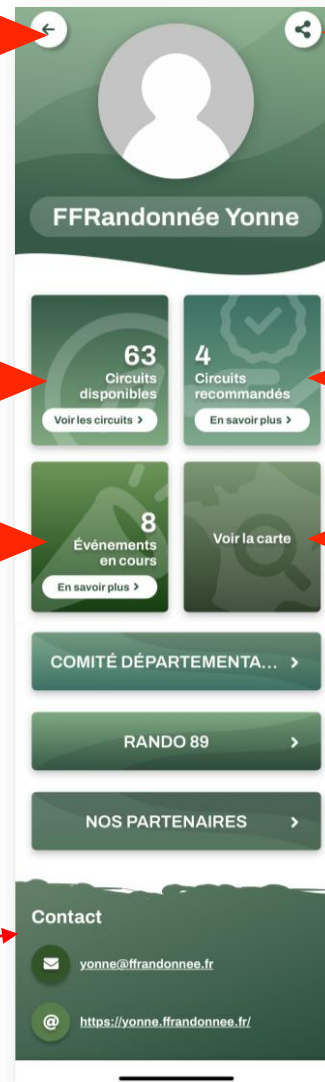 FFRandonnée Yonne
63
Circuits
disponibles
Voir les circuits >
4
Circuits
recommandés
En savoir plus >
8
Événements
en cours
En savoir plus >
Voir la carte
COMITÉ DÉPARTEMENTA... >
RANDO 89 >
NOS PARTENAIRES >
Contact
yonne@ffrandonnee.fr
@ https://yonne.ffrandonnee.fr/